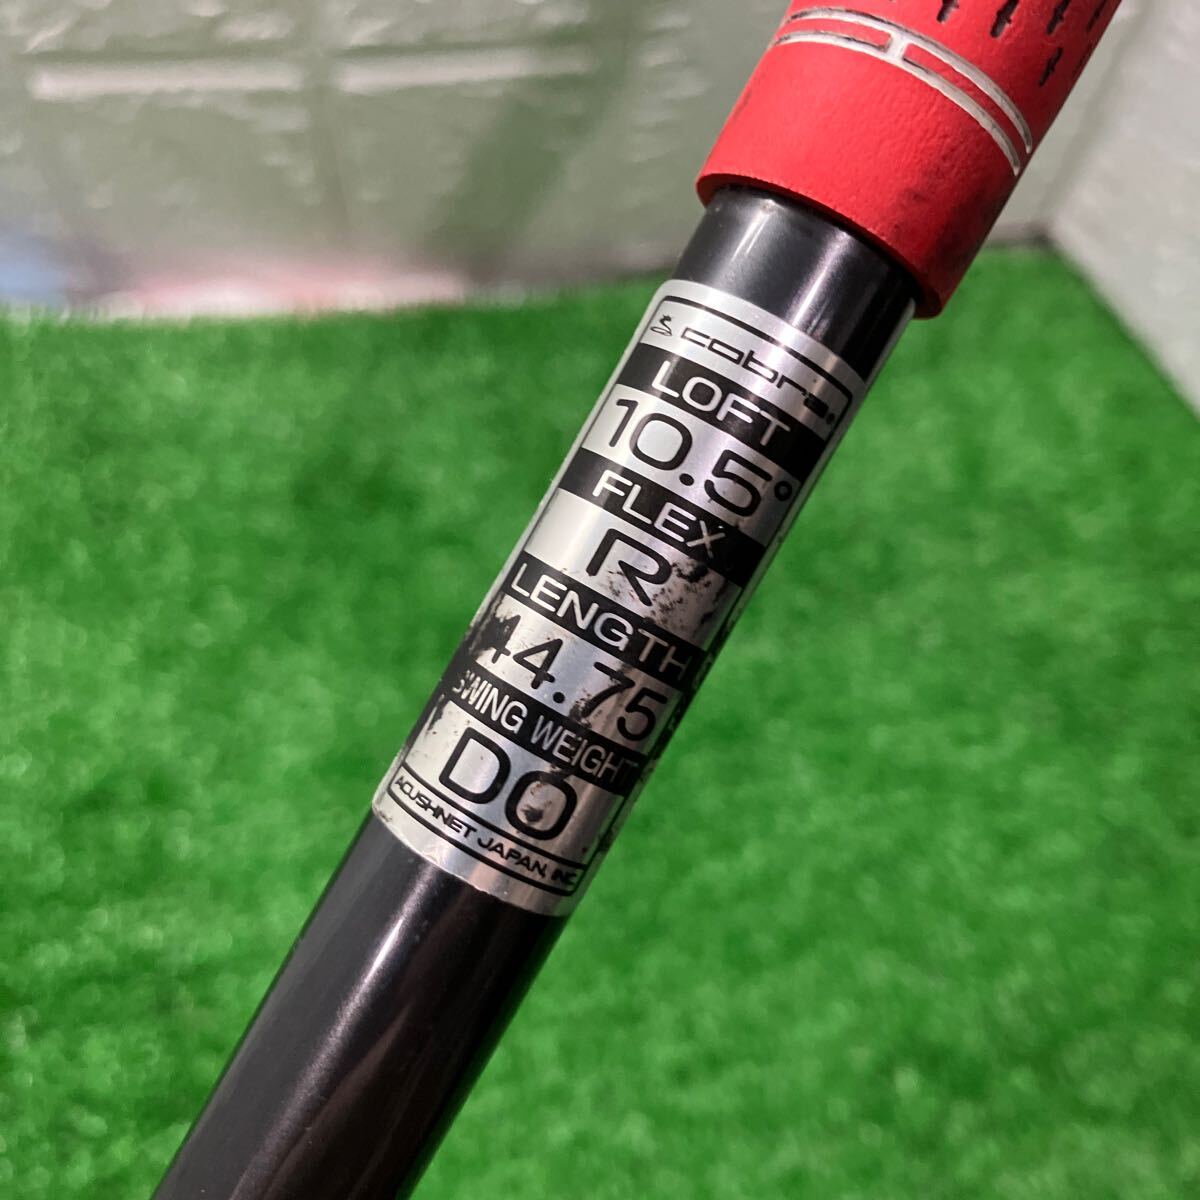 cobra
LOFT
10.5°
FLEX
R
LENGTH
44.75
SWING WEIGHT
D0
ACUSHNET JAPAN, INC